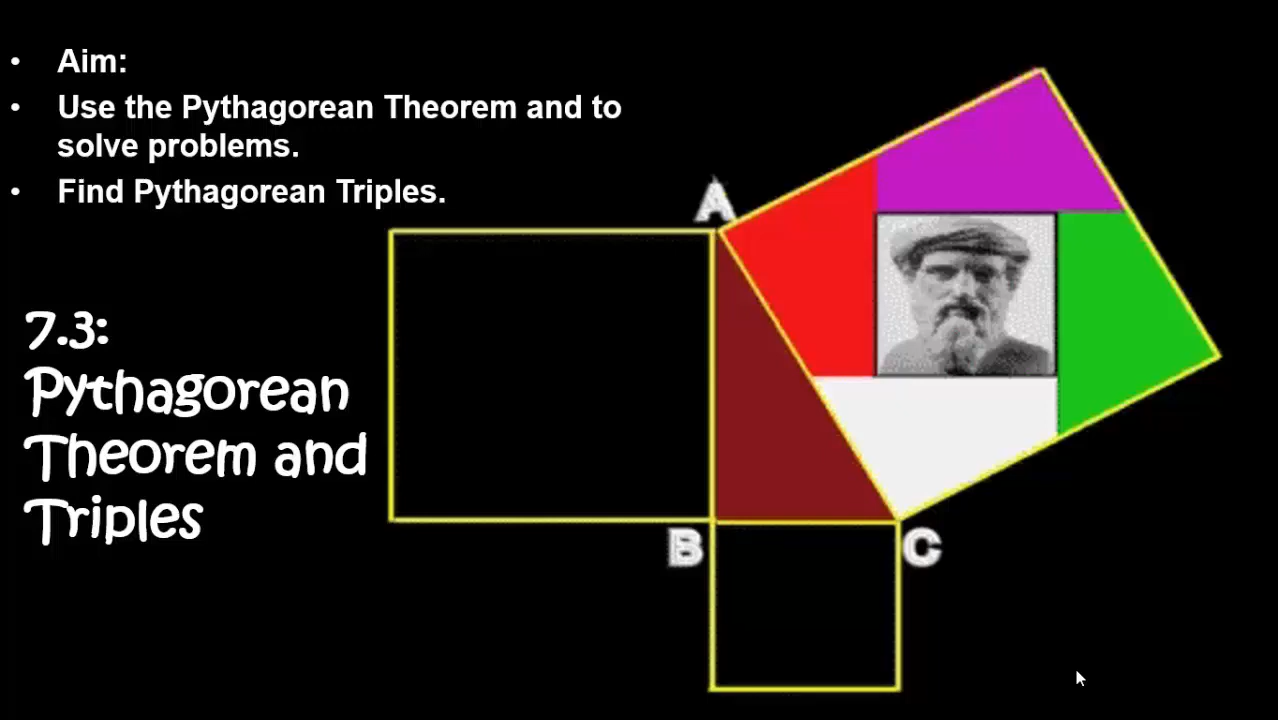 • Aim:
• Use the Pythagorean Theorem and to
solve problems.
• Find Pythagorean Triples.
A
7.3:
Pythagorean
Theorem and
Triples
B
C